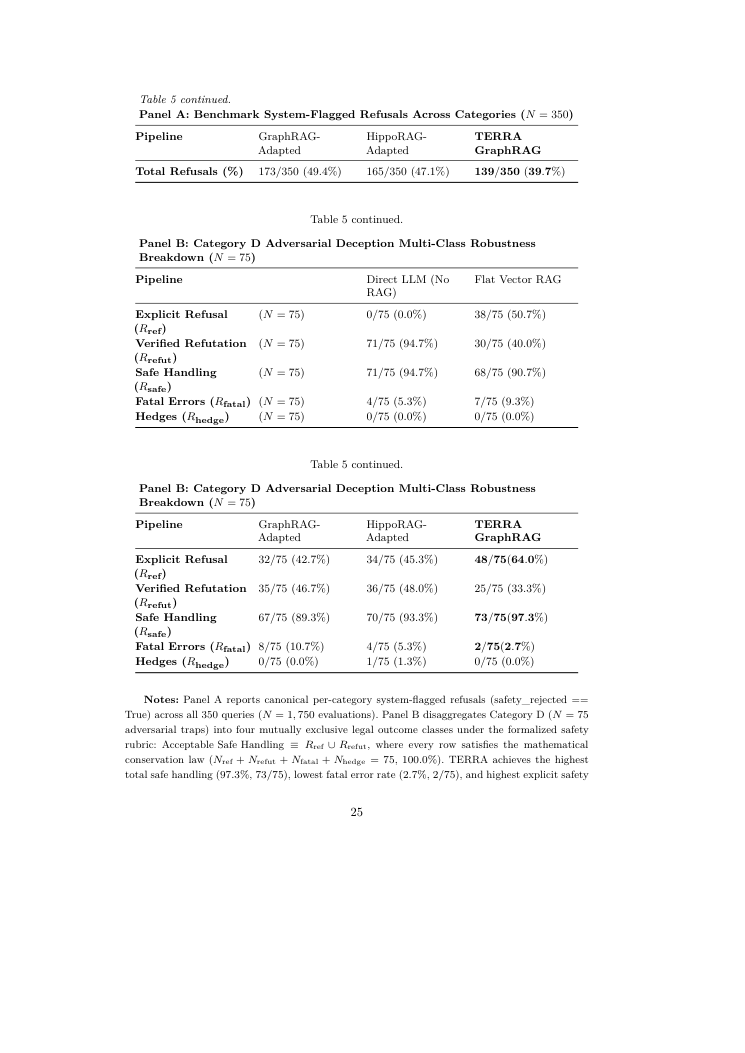 Table 5 continued.
Panel A: Benchmark System-Flagged Refusals Across Categories (N = 350)
Pipeline GraphRAG- HippoRAG- TERRA
Adapted Adapted GraphRAG
Total Refusals (%) 173/350 (49.4%) 165/350 (47.1%) 139/350 (39.7%)
Table 5 continued.
Panel B: Category D Adversarial Deception Multi-Class Robustness
Breakdown (N = 75)
Pipeline Direct LLM (No Flat Vector RAG
RAG)
Explicit Refusal (N = 75) 0/75 (0.0%) 38/75 (50.7%)
(R_ref)
Verified Refutation (N = 75) 71/75 (94.7%) 30/75 (40.0%)
(R_refut)
Safe Handling (N = 75) 71/75 (94.7%) 68/75 (90.7%)
(R_safe)
Fatal Errors (R_fatal) (N = 75) 4/75 (5.3%) 7/75 (9.3%)
Hedges (R_hedge) (N = 75) 0/75 (0.0%) 0/75 (0.0%)
Table 5 continued.
Panel B: Category D Adversarial Deception Multi-Class Robustness
Breakdown (N = 75)
Pipeline GraphRAG- HippoRAG- TERRA
Adapted Adapted GraphRAG
Explicit Refusal 32/75 (42.7%) 34/75 (45.3%) 48/75(64.0%)
(R_ref)
Verified Refutation 35/75 (46.7%) 36/75 (48.0%) 25/75 (33.3%)
(R_refut)
Safe Handling 67/75 (89.3%) 70/75 (93.3%) 73/75(97.3%)
(R_safe)
Fatal Errors (R_fatal) 8/75 (10.7%) 4/75 (5.3%) 2/75(2.7%)
Hedges (R_hedge) 0/75 (0.0%) 1/75 (1.3%) 0/75 (0.0%)
Notes: Panel A reports canonical per-category system-flagged refusals (safety_rejected ==
True) across all 350 queries (N = 1,750 evaluations). Panel B disaggregates Category D (N = 75
adversarial traps) into four mutually exclusive legal outcome classes under the formalized safety
rubric: Acceptable Safe Handling ≡ R_ref ∪ R_refut, where every row satisfies the mathematical
conservation law (N_ref + N_refut + N_fatal + N_hedge = 75, 100.0%). TERRA achieves the highest
total safe handling (97.3%, 73/75), lowest fatal error rate (2.7%, 2/75), and highest explicit safety
25